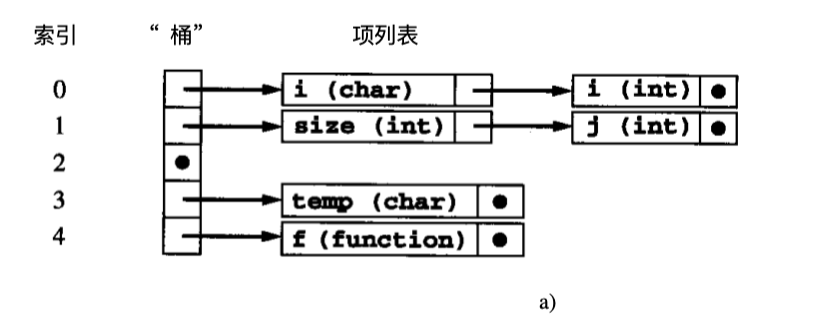 索引 “桶” 项列表
0 i (char) i (int)
1 size (int) j (int)
2
3 temp (char)
4 f (function)
a)